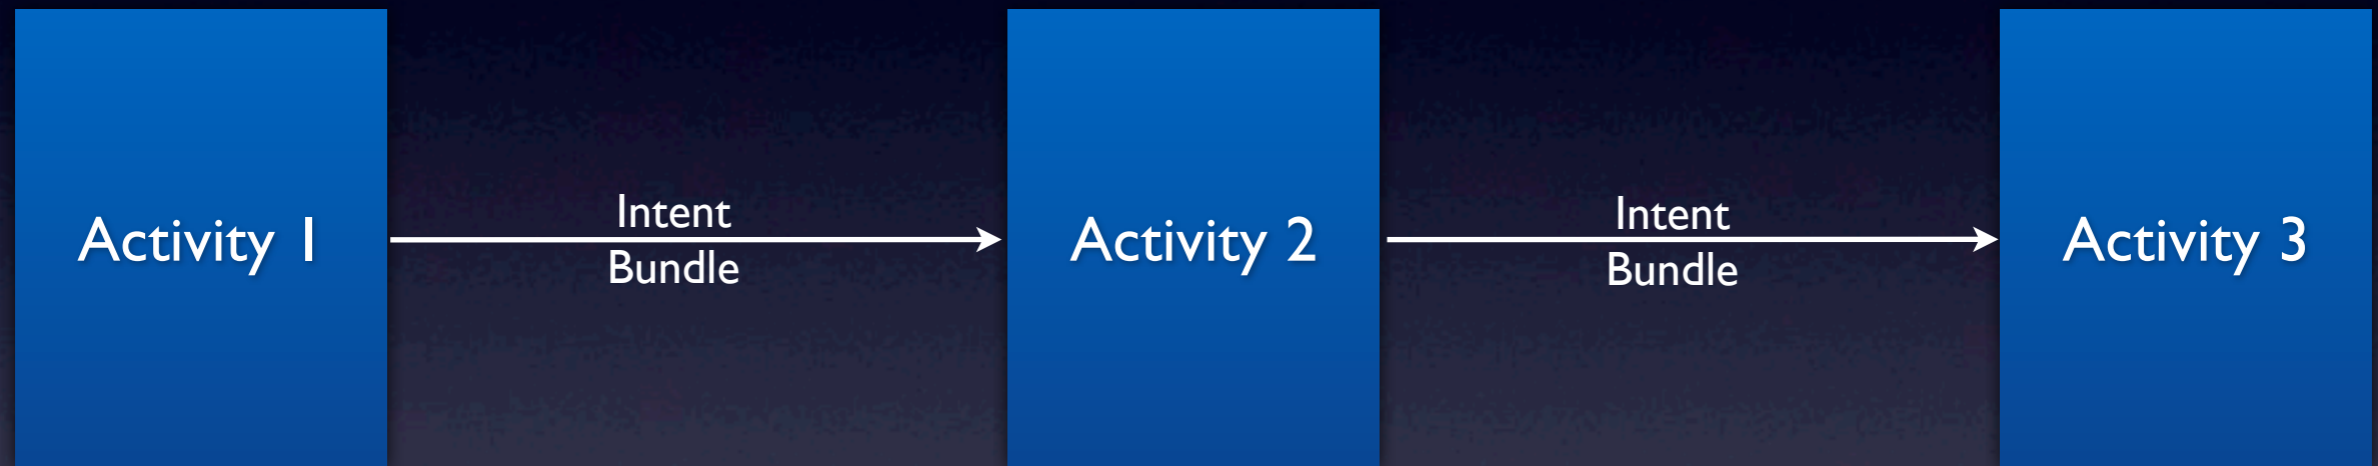 Activity 1
Intent
Bundle
Activity 2
Intent
Bundle
Activity 3